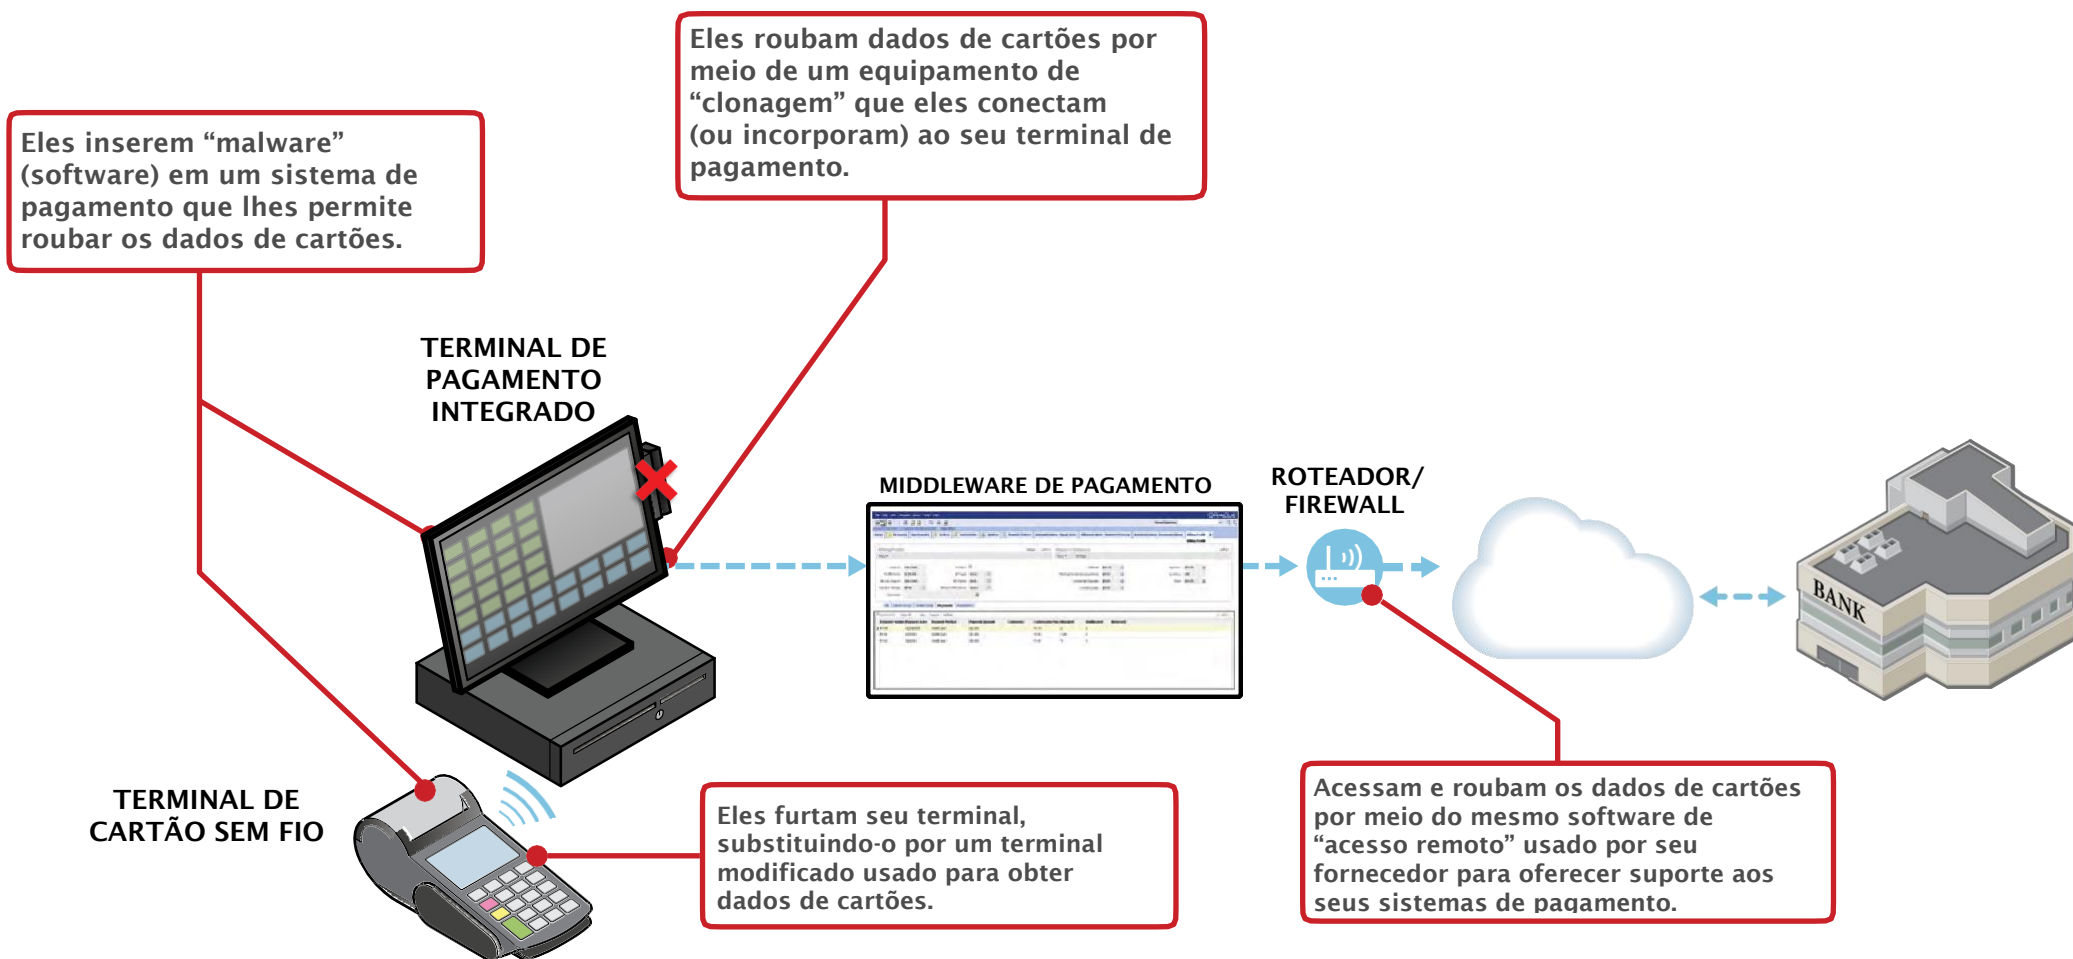 Eles roubam dados de cartões por
meio de um equipamento de
“clonagem” que eles conectam
(ou incorporam) ao seu terminal de
pagamento.
Eles inserem “malware”
(software) em um sistema de
pagamento que lhes permite
roubar os dados de cartões.
TERMINAL DE
PAGAMENTO
INTEGRADO
MIDDLEWARE DE PAGAMENTO
ROTEADOR/
FIREWALL
BANK
TERMINAL DE
CARTÃO SEM FIO
Eles furtam seu terminal,
substituindo-o por um terminal
modificado usado para obter
dados de cartões.
Acessam e roubam os dados de cartões
por meio do mesmo software de
“acesso remoto” usado por seu
fornecedor para oferecer suporte aos
seus sistemas de pagamento.